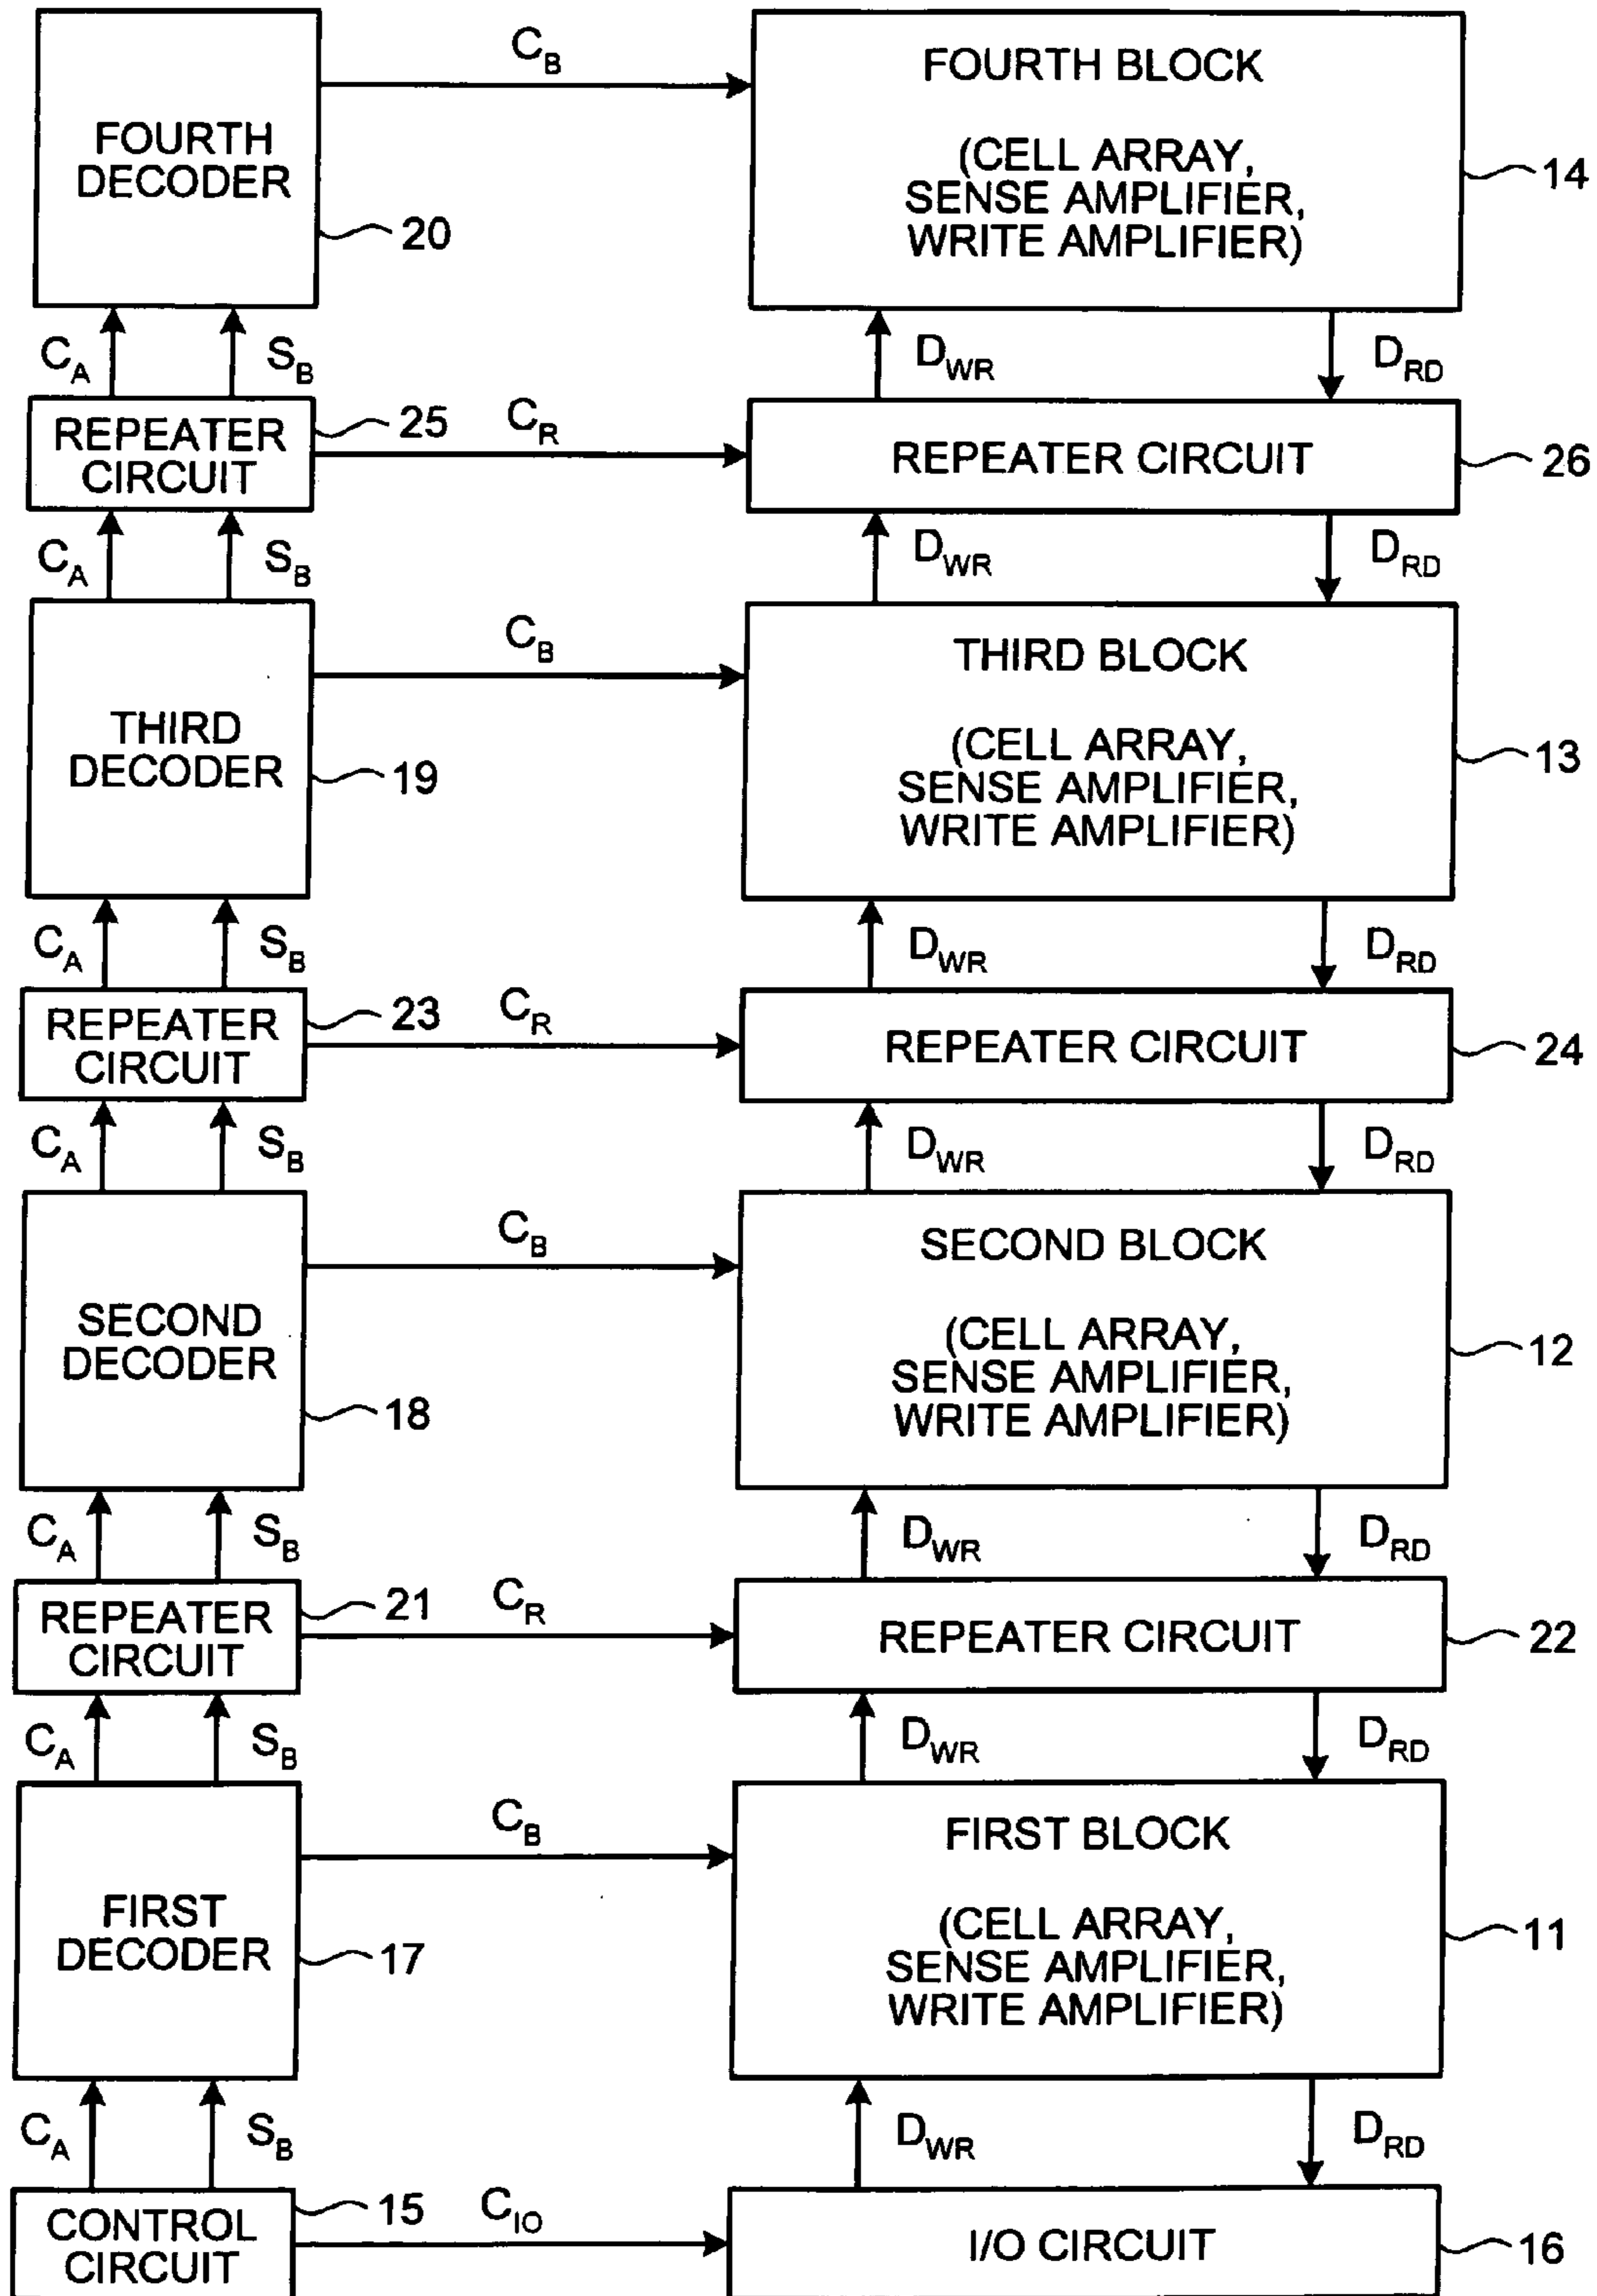 C_B
FOURTH BLOCK
FOURTH
DECODER
(CELL ARRAY,
SENSE AMPLIFIER,
WRITE AMPLIFIER)
14
20
C_A
S_B
D_WR
D_RD
REPEATER
CIRCUIT
25
C_R
REPEATER CIRCUIT
26
C_A
S_B
D_WR
D_RD
C_B
THIRD BLOCK
THIRD
DECODER
(CELL ARRAY,
SENSE AMPLIFIER,
WRITE AMPLIFIER)
13
19
C_A
S_B
D_WR
D_RD
REPEATER
CIRCUIT
23
C_R
REPEATER CIRCUIT
24
C_A
S_B
D_WR
D_RD
C_B
SECOND BLOCK
SECOND
DECODER
(CELL ARRAY,
SENSE AMPLIFIER,
WRITE AMPLIFIER)
12
18
C_A
S_B
D_WR
D_RD
REPEATER
CIRCUIT
21
C_R
REPEATER CIRCUIT
22
C_A
S_B
D_WR
D_RD
C_B
FIRST BLOCK
FIRST
DECODER
(CELL ARRAY,
SENSE AMPLIFIER,
WRITE AMPLIFIER)
11
17
C_A
S_B
D_WR
D_RD
CONTROL
CIRCUIT
15
C_IO
I/O CIRCUIT
16